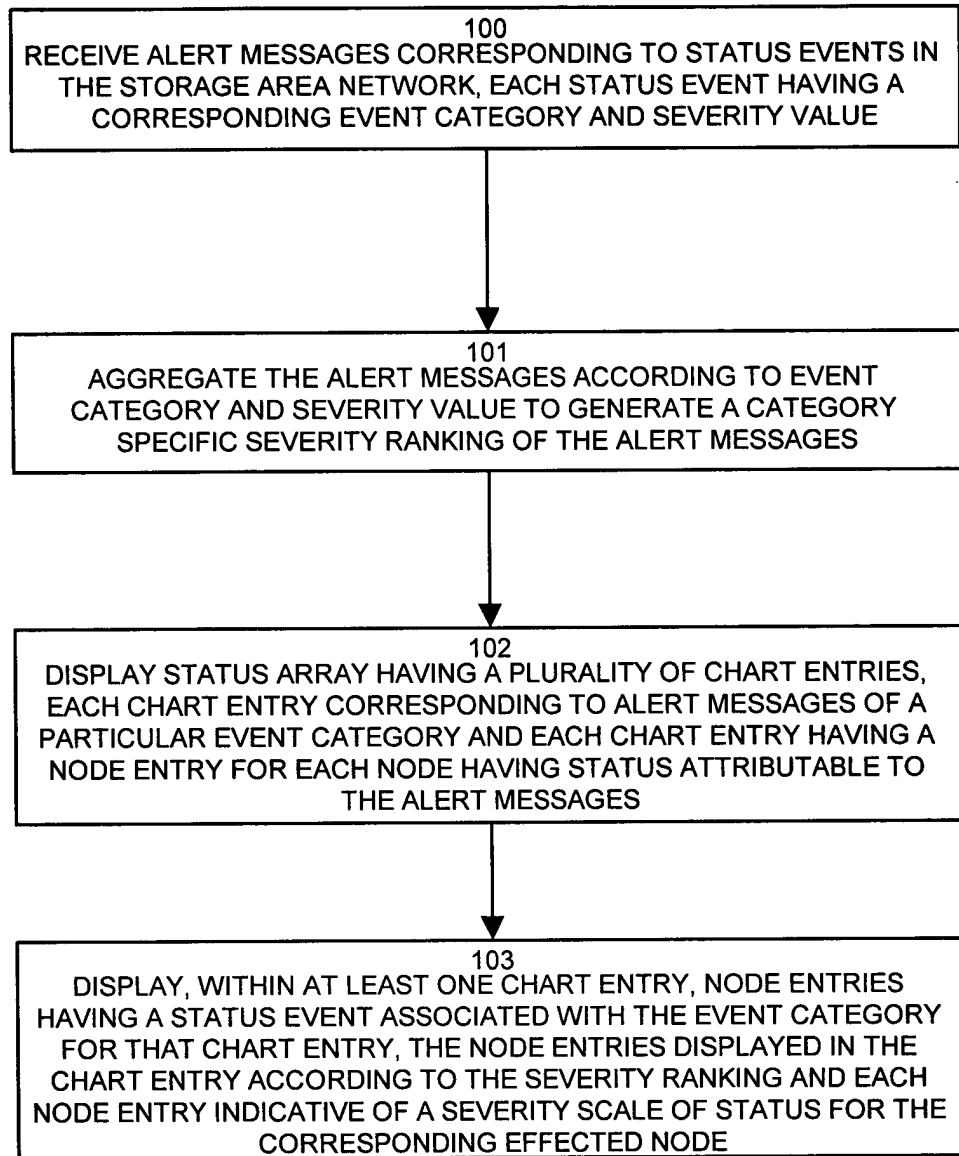 100
RECEIVE ALERT MESSAGES CORRESPONDING TO STATUS EVENTS IN
THE STORAGE AREA NETWORK, EACH STATUS EVENT HAVING A
CORRESPONDING EVENT CATEGORY AND SEVERITY VALUE
101
AGGREGATE THE ALERT MESSAGES ACCORDING TO EVENT
CATEGORY AND SEVERITY VALUE TO GENERATE A CATEGORY
SPECIFIC SEVERITY RANKING OF THE ALERT MESSAGES
102
DISPLAY STATUS ARRAY HAVING A PLURALITY OF CHART ENTRIES,
EACH CHART ENTRY CORRESPONDING TO ALERT MESSAGES OF A
PARTICULAR EVENT CATEGORY AND EACH CHART ENTRY HAVING A
NODE ENTRY FOR EACH NODE HAVING STATUS ATTRIBUTABLE TO
THE ALERT MESSAGES
103
DISPLAY, WITHIN AT LEAST ONE CHART ENTRY, NODE ENTRIES
HAVING A STATUS EVENT ASSOCIATED WITH THE EVENT CATEGORY
FOR THAT CHART ENTRY, THE NODE ENTRIES DISPLAYED IN THE
CHART ENTRY ACCORDING TO THE SEVERITY RANKING AND EACH
NODE ENTRY INDICATIVE OF A SEVERITY SCALE OF STATUS FOR THE
CORRESPONDING EFFECTED NODE